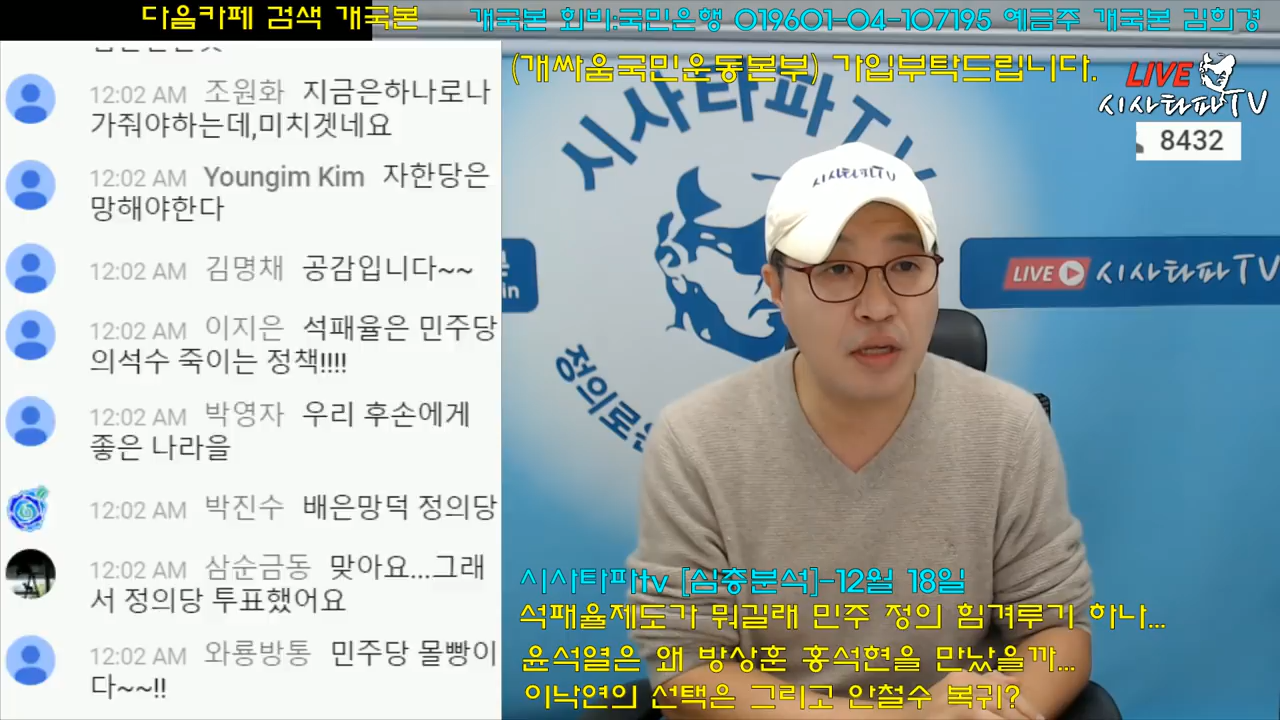 다음카페 검색 개국본
개국본 회비:국민은행 019601-04-107195 예금주 개국본 김희경
(개싸움국민운동본부) 가입부탁드립니다.
LIVE
시사타파TV
8432
12:02 AM 조원화 지금은하나로나
가줘야하는데,미치겟네요
12:02 AM Youngim Kim 자한당은
망해야한다
12:02 AM 김명채 공감입니다~~
12:02 AM 이지은 석패율은 민주당
의석수 죽이는 정책!!!!
12:02 AM 박영자 우리 후손에게
좋은 나라을
12:02 AM 박진수 배은망덕 정의당
12:02 AM 삼순금동 맞아요...그래
서 정의당 투표했어요
12:02 AM 와룡방통 민주당 몰빵이
다~~!!
시사타파TV
시사타파TV
in
LIVE 시사타파TV
정의로운
시사타파tv [심층분석]-12월 18일
석패율제도가 뭐길래 민주 정의 힘겨루기 하나...
윤석열은 왜 방상훈 홍석현을 만났을까...
이낙연의 선택은 그리고 안철수 복귀?